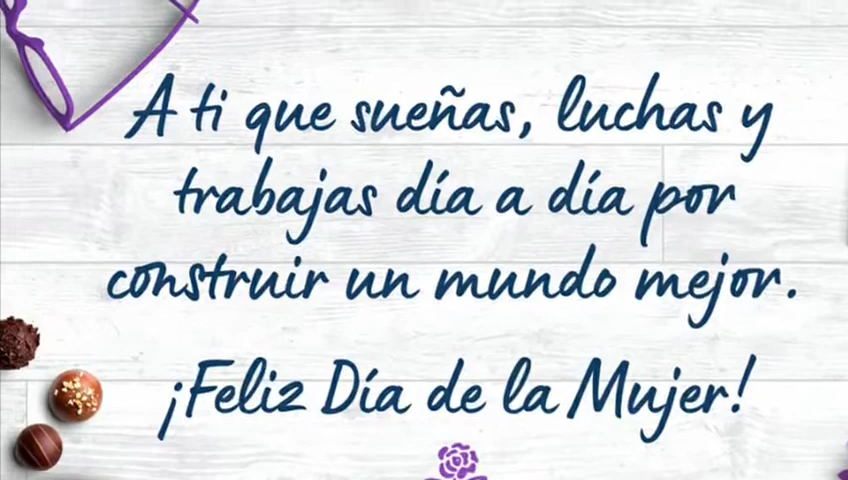 A ti que sueñas, luchas y
trabajas día a día por
construir un mundo mejor.
¡Feliz Día de la Mujer!